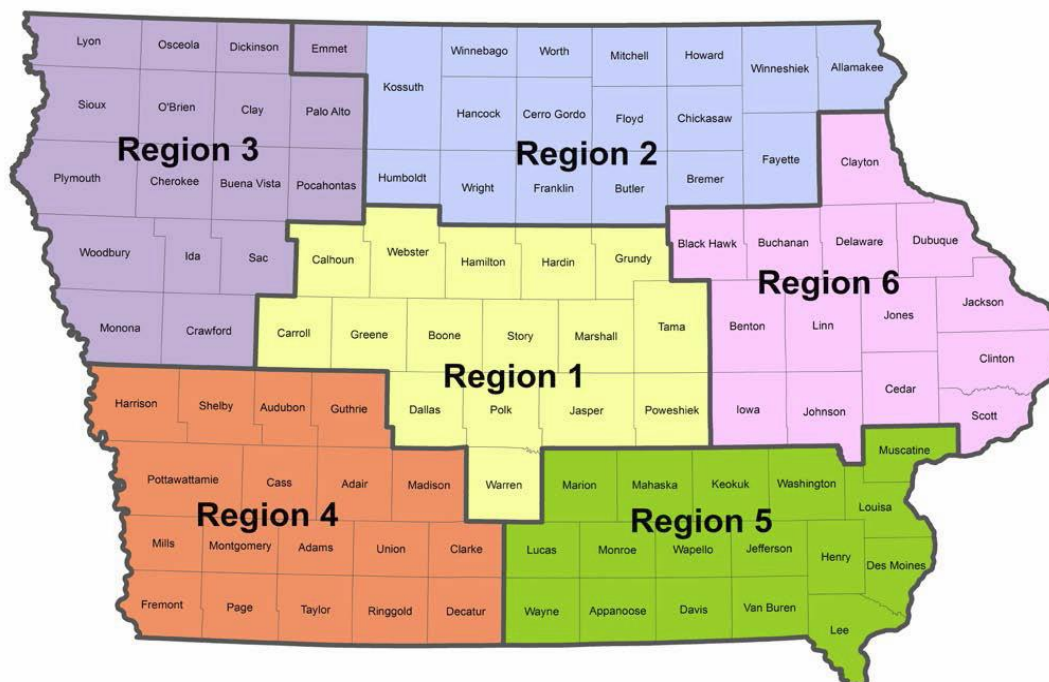 Lyon Osceola Dickinson Emmet Winnebago Worth Mitchell Howard
Kossuth Winneshiek Allamakee
Sioux O'Brien Clay Palo Alto Hancock Cerro Gordo Floyd Chickasaw
Region 3 Region 2
Fayette Clayton
Plymouth Cherokee Buena Vista Pocahontas Humboldt Wright Franklin Butler Bremer
Woodbury Ida Sac Calhoun Webster Hamilton Hardin Grundy Black Hawk Buchanan Delaware Dubuque
Region 6
Monona Crawford Carroll Greene Boone Story Marshall Tama Benton Linn Jones Jackson
Clinton
Region 1
Harrison Shelby Audubon Guthrie Dallas Polk Jasper Poweshiek Iowa Johnson Cedar Scott
Muscatine
Pottawattamie Cass Adair Madison Warren Marion Mahaska Keokuk Washington
Louisa
Region 4 Region 5
Mills Montgomery Adams Union Clarke Lucas Monroe Wapello Jefferson Henry Des Moines
Fremont Page Taylor Ringgold Decatur Wayne Appanoose Davis Van Buren Lee